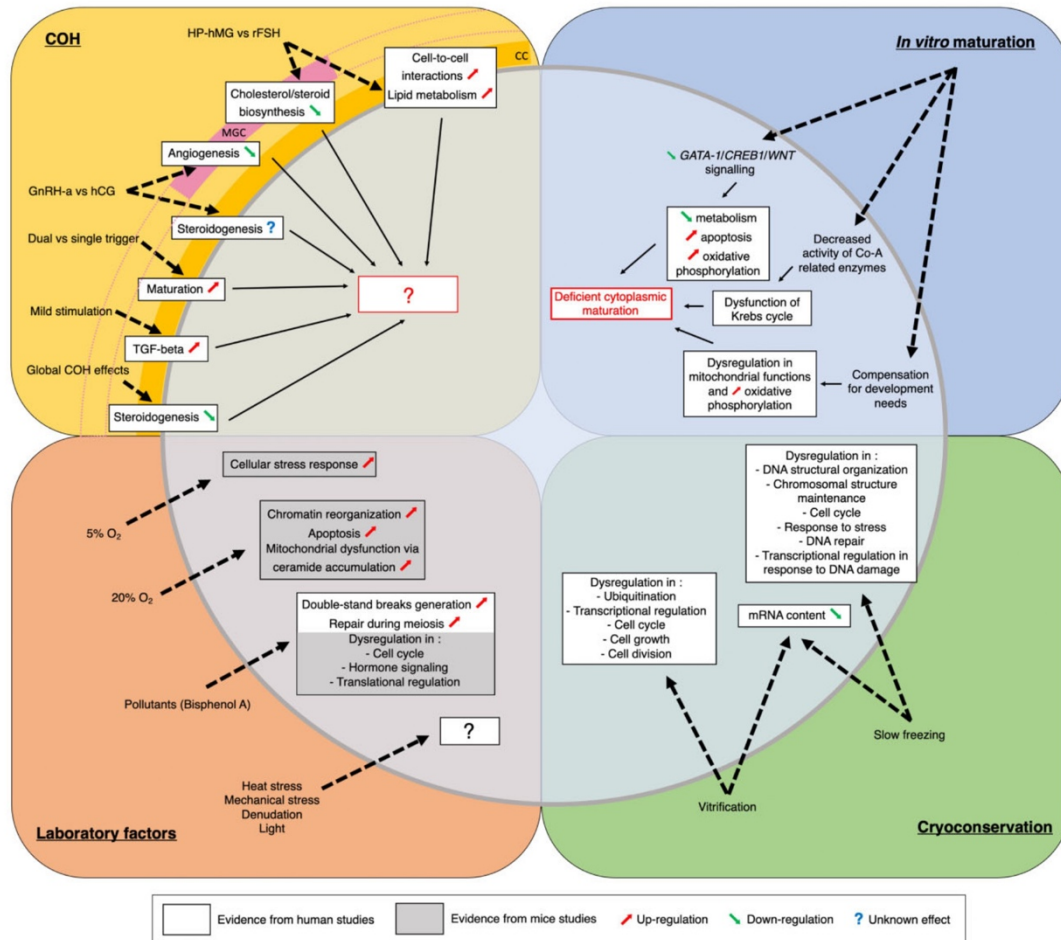 COH
HP-hMG vs rFSH
CC
Cell-to-cell
interactions
Lipid metabolism
Cholesterol/steroid
biosynthesis
MGC
Angiogenesis
GnRH-a vs hCG
Steroidogenesis ?
Dual vs single trigger
Maturation
Mild stimulation
TGF-beta
Global COH effects
Steroidogenesis
?
In vitro maturation
GATA-1/CREB1/WNT
signalling
metabolism
apoptosis
oxidative
phosphorylation
Decreased
activity of Co-A
related enzymes
Deficient cytoplasmic
maturation
Dysfunction of
Krebs cycle
Dysregulation in
mitochondrial functions
and oxidative
phosphorylation
Compensation
for development
needs
Cellular stress response
5% O2
Chromatin reorganization
Apoptosis
Mitochondrial dysfunction via
ceramide accumulation
20% O2
Double-stand breaks generation
Repair during meiosis
Dysregulation in :
- Cell cycle
- Hormone signaling
- Translational regulation
Pollutants (Bisphenol A)
?
Heat stress
Mechanical stress
Denudation
Light
Laboratory factors
Dysregulation in :
- DNA structural organization
- Chromosomal structure
maintenance
- Cell cycle
- Response to stress
- DNA repair
- Transcriptional regulation in
response to DNA damage
Dysregulation in :
- Ubiquitination
- Transcriptional regulation
- Cell cycle
- Cell growth
- Cell division
mRNA content
Slow freezing
Vitrification
Cryoconservation
Evidence from human studies
Evidence from mice studies
Up-regulation
Down-regulation
? Unknown effect